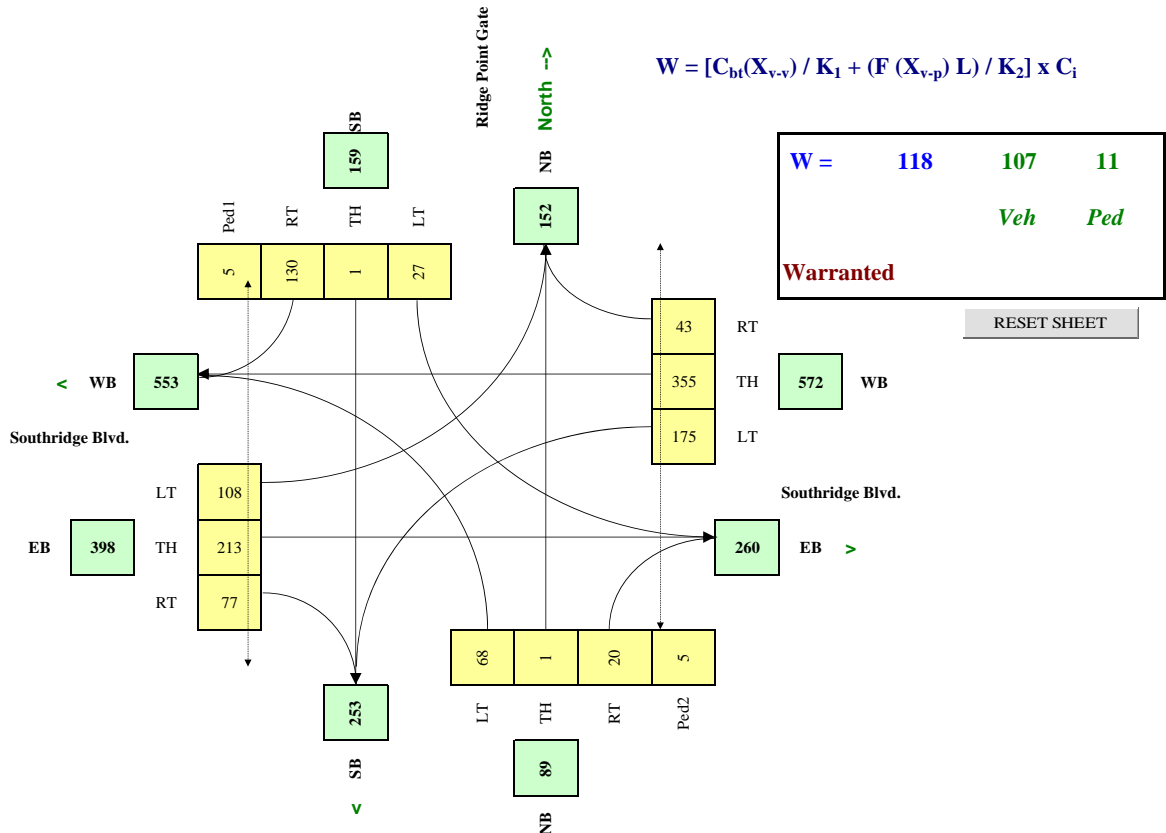 Ridge Point Gate
North -->
W = [Cbt(Xv-v) / K1 + (F (Xv-p) L) / K2] x Ci
SB
159
NB
152
W = 118 107 11
Veh Ped
Warranted
RESET SHEET
Ped1 RT TH LT
5 130 1 27
43 RT
355 TH 572 WB
175 LT
< WB 553
Southridge Blvd.
LT 108
EB 398 TH 213
RT 77
Southridge Blvd.
260 EB >
68 1 20 5
LT TH RT Ped2
253
SB
<
89
NB